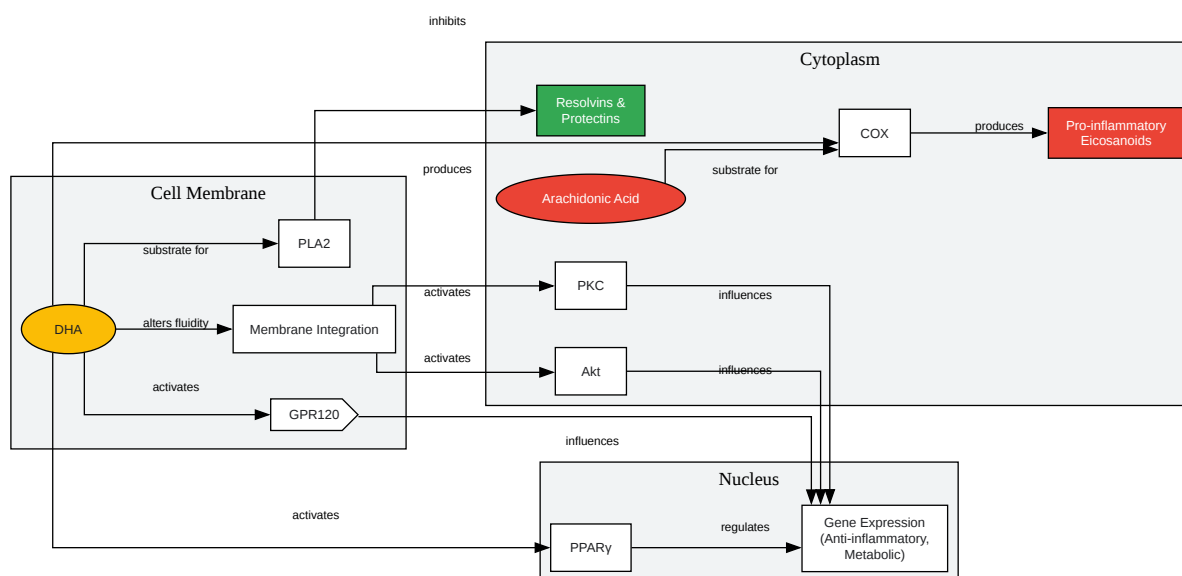 inhibits
Cytoplasm
Resolvins &
Protectins
COX
produces
Pro-inflammatory
Eicosanoids
produces
substrate for
Cell Membrane
Arachidonic Acid
PLA2
substrate for
PKC
activates
influences
DHA
alters fluidity
Membrane Integration
activates
Akt
influences
activates
GPR120
influences
Nucleus
activates
regulates
PPARγ
Gene Expression
(Anti-inflammatory,
Metabolic)